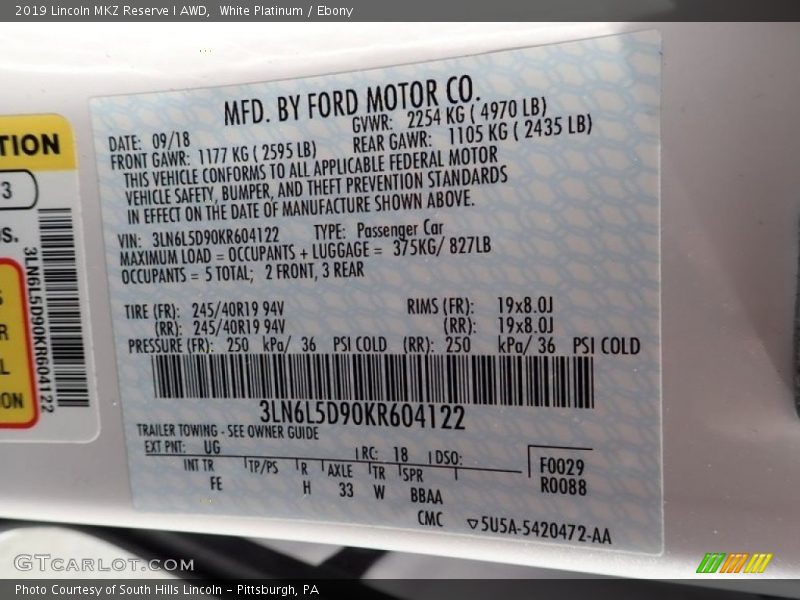 2019 Lincoln MKZ Reserve I AWD,  White Platinum / Ebony
MFD. BY FORD MOTOR CO.
DATE: 09/18
GVWR: 2254 KG ( 4970 LB)
FRONT GAWR: 1177 KG ( 2595 LB)
REAR GAWR: 1105 KG ( 2435 LB)
THIS VEHICLE CONFORMS TO ALL APPLICABLE FEDERAL MOTOR
VEHICLE SAFETY, BUMPER, AND THEFT PREVENTION STANDARDS
IN EFFECT ON THE DATE OF MANUFACTURE SHOWN ABOVE.
VIN: 3LN6L5D90KR604122 TYPE: Passenger Car
MAXIMUM LOAD = OCCUPANTS + LUGGAGE = 375KG/ 827LB
OCCUPANTS = 5 TOTAL; 2 FRONT, 3 REAR
TIRE (FR): 245/40R19 94V RIMS (FR): 19x8.0J
(RR): 245/40R19 94V (RR): 19x8.0J
PRESSURE (FR): 250 kPa/ 36 PSI COLD (RR): 250 kPa/ 36 PSI COLD
3LN6L5D90KR604122
TRAILER TOWING - SEE OWNER GUIDE
EXT PNT: UG RC: 18 DSO:
INT TR TP/PS R AXLE TR SPR
FE H 33 W BBAA
F0029
R0088
CMC ▽5U5A-5420472-AA
TION
3
S.
3LN6L5D90KR604122
S
R
L
ON
GTCARLOT.COM
Photo Courtesy of South Hills Lincoln – Pittsburgh, PA